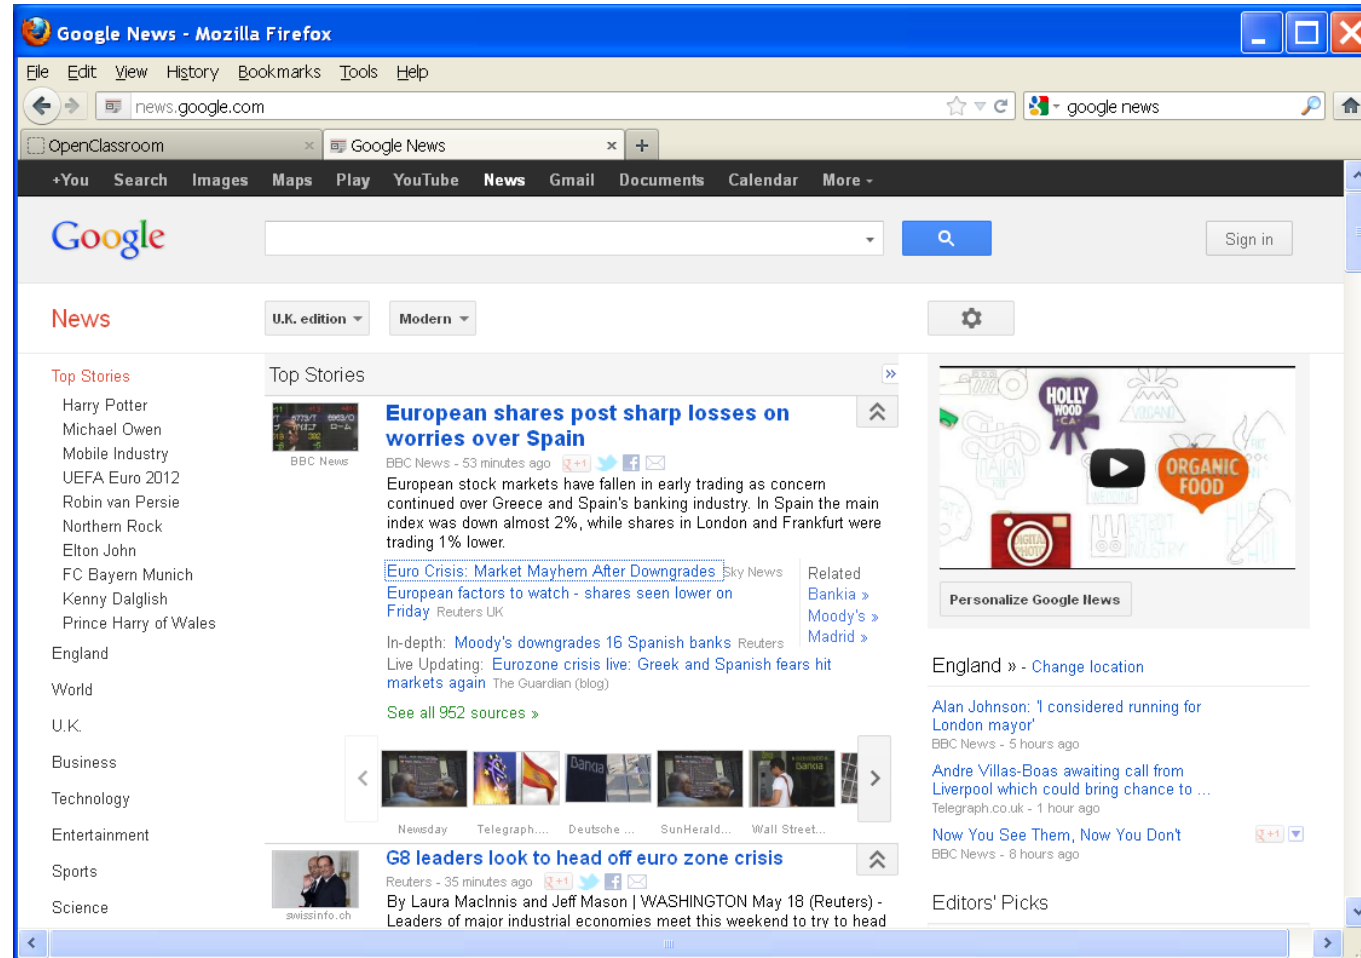 Google News - Mozilla Firefox
File Edit View History Bookmarks Tools Help
news.google.com
google news
OpenClassroom
Google News
+You Search Images Maps Play YouTube News Gmail Documents Calendar More
Google
Sign in
News
U.K. edition
Modern
Top Stories
Harry Potter
Michael Owen
Mobile Industry
UEFA Euro 2012
Robin van Persie
Northern Rock
Elton John
FC Bayern Munich
Kenny Dalglish
Prince Harry of Wales
England
World
U.K.
Business
Technology
Entertainment
Sports
Science
Top Stories »
BBC News
European shares post sharp losses on
worries over Spain
BBC News - 53 minutes ago
European stock markets have fallen in early trading as concern
continued over Greece and Spain's banking industry. In Spain the main
index was down almost 2%, while shares in London and Frankfurt were
trading 1% lower.
Euro Crisis: Market Mayhem After Downgrades Sky News
European factors to watch - shares seen lower on
Friday Reuters UK
In-depth: Moody's downgrades 16 Spanish banks Reuters
Live Updating: Eurozone crisis live: Greek and Spanish fears hit
markets again The Guardian (blog)
See all 952 sources »
Related
Bankia »
Moody's »
Madrid »
Bankia
Bankia
Newsday Telegraph.... Deutsche ... SunHerald... Wall Street...
swissinfo.ch
G8 leaders look to head off euro zone crisis
Reuters - 35 minutes ago
By Laura MacInnis and Jeff Mason | WASHINGTON May 18 (Reuters) -
Leaders of major industrial economies meet this weekend to try to head
HOLLY
WOOD
-CA-
VOLCANO
ORGANIC
FOOD
DIGITAL
PHOTO
Personalize Google News
England » - Change location
Alan Johnson: 'I considered running for
London mayor'
BBC News - 5 hours ago
Andre Villas-Boas awaiting call from
Liverpool which could bring chance to ...
Telegraph.co.uk - 1 hour ago
Now You See Them, Now You Don't
BBC News - 8 hours ago
Editors' Picks